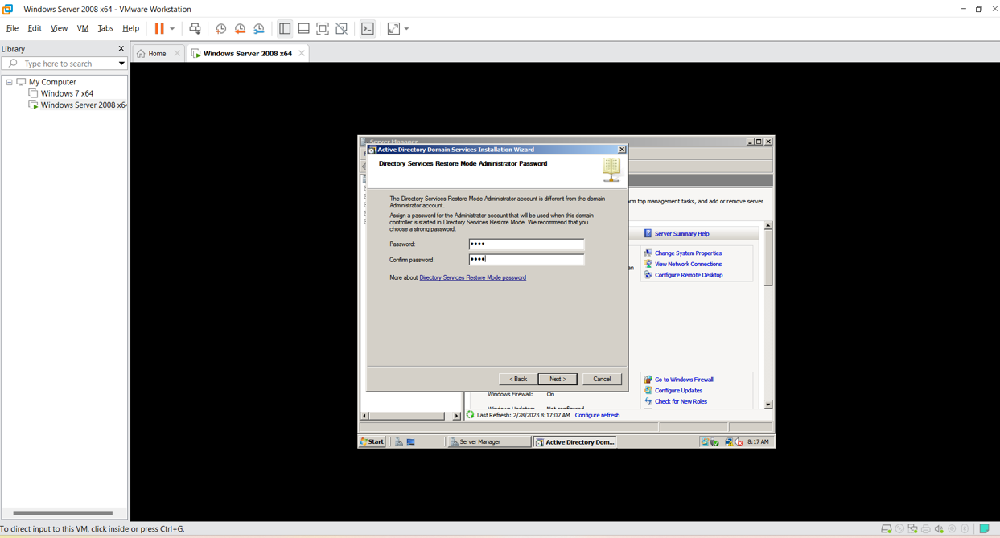 Windows Server 2008 x64 - VMware Workstation
File Edit View VM Tabs Help
Library
Type here to search
My Computer
Windows 7 x64
Windows Server 2008 x64
Home
Windows Server 2008 x64
Server Manager
Active Directory Domain Services Installation Wizard
Directory Services Restore Mode Administrator Password
The Directory Services Restore Mode Administrator account is different from the domain
Administrator account.
Assign a password for the Administrator account that will be used when this domain
controller is started in Directory Services Restore Mode. We recommend that you
choose a strong password.
Password: ••••
Confirm password: ••••
More about Directory Services Restore Mode password
< Back Next > Cancel
rm top management tasks, and add or remove server
Server Summary Help
Change System Properties
View Network Connections
Configure Remote Desktop
Go to Windows Firewall
Configure Updates
Check for New Roles
Windows Firewall: On
Windows Updates: Not configured
Last Refresh: 2/28/2023 8:17:07 AM Configure refresh
Start Server Manager Active Directory Dom... 8:17 AM
To direct input to this VM, click inside or press Ctrl+G.